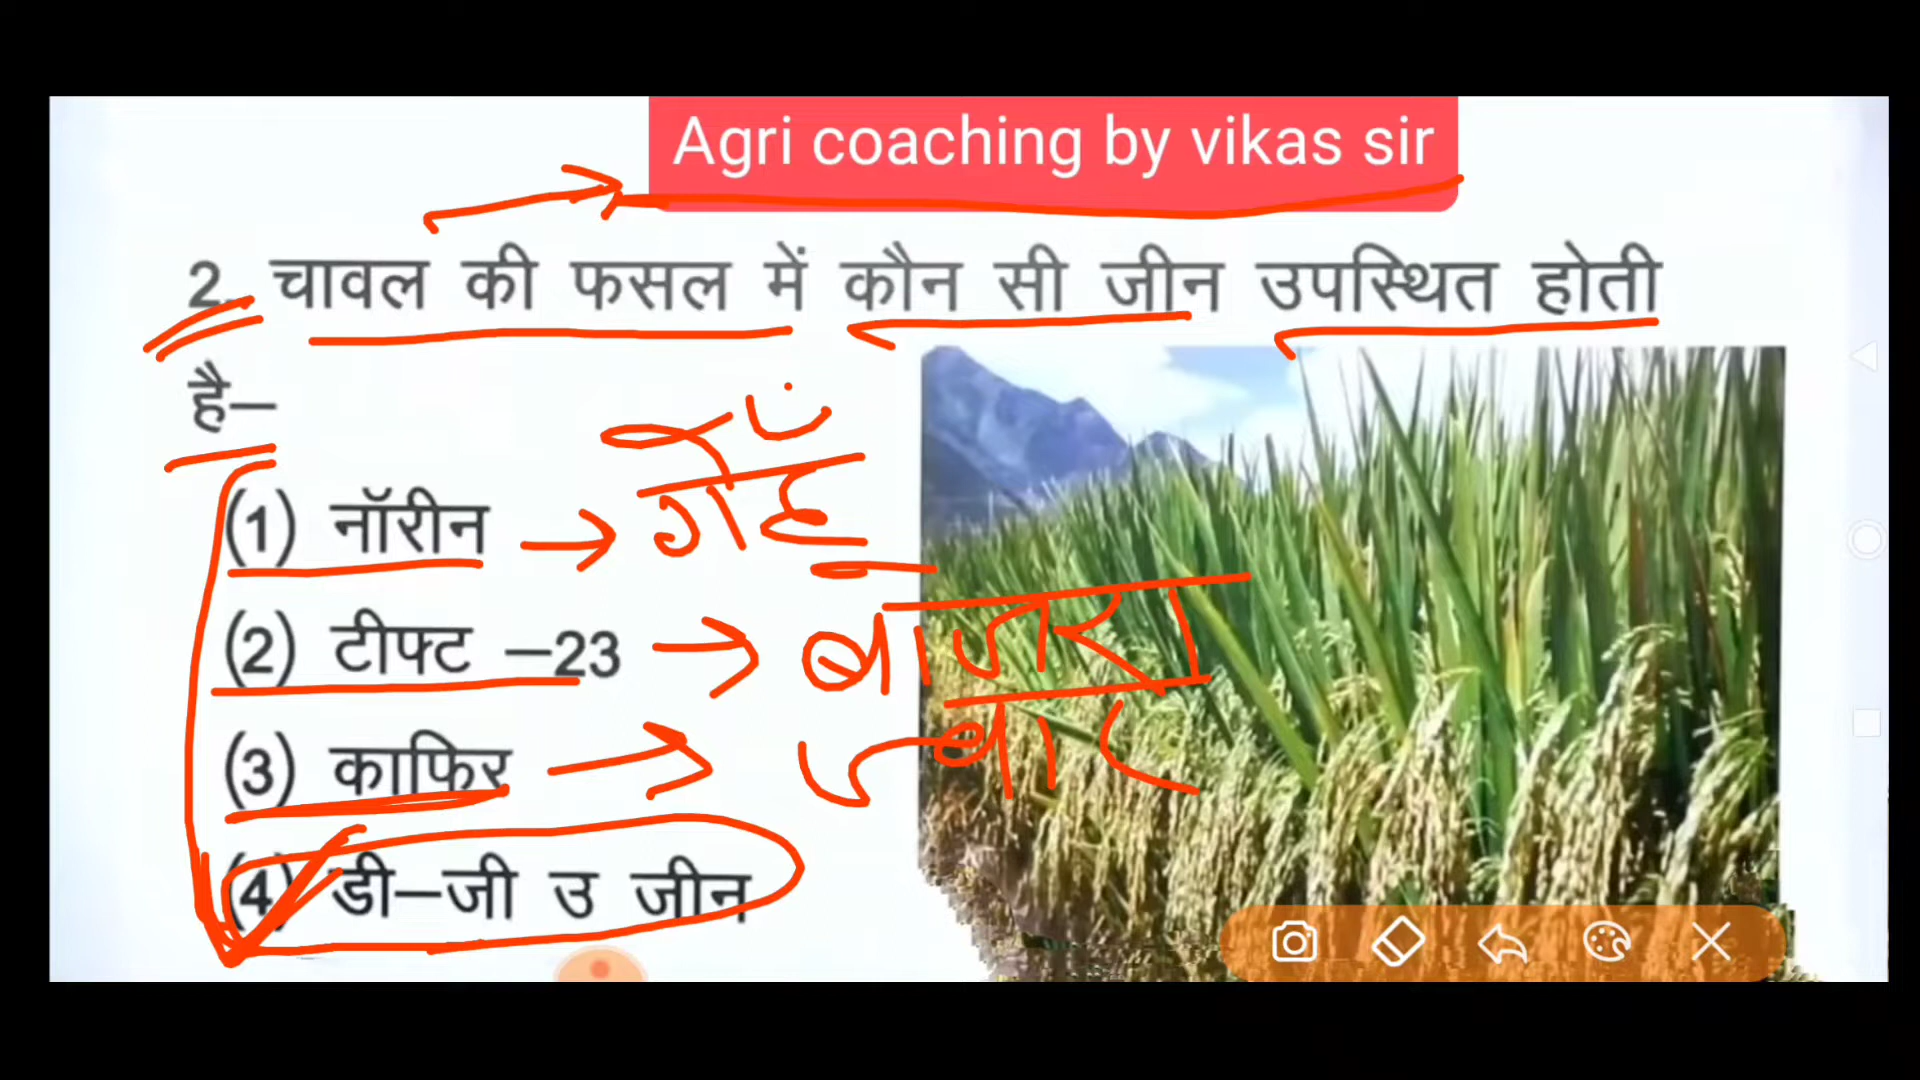 Agri coaching by vikas sir
2. चावल की फसल में कौन सी जीन उपस्थित होती
है–
(1) नॉरीन → गेहूं
(2) टीफ्ट –23 → बाजरा
(3) काफिर → ज्वार
(4) डी–जी उ जीन